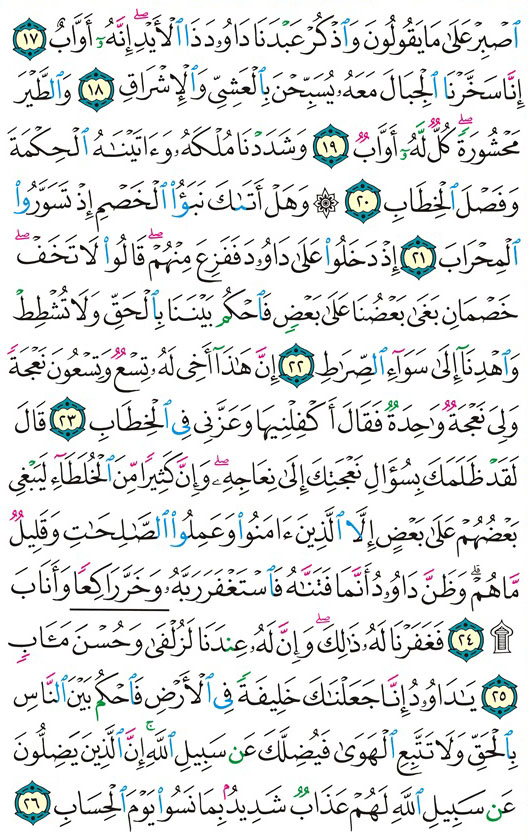 ٱصْبِرْ عَلَىٰ مَا يَقُولُونَ وَٱذْكُرْ عَبْدَنَا دَاوُۥدَ ذَا ٱلْأَيْدِ ۖ إِنَّهُۥٓ أَوَّابٌ ١٧
إِنَّا سَخَّرْنَا ٱلْجِبَالَ مَعَهُۥ يُسَبِّحْنَ بِٱلْعَشِىِّ وَٱلْإِشْرَاقِ ١٨ وَٱلطَّيْرَ
مَحْشُورَةً ۖ كُلٌّ لَّهُۥٓ أَوَّابٌ ١٩ وَشَدَدْنَا مُلْكَهُۥ وَءَاتَيْنَٰهُ ٱلْحِكْمَةَ
وَفَصْلَ ٱلْخِطَابِ ٢٠ ۞ وَهَلْ أَتَىٰكَ نَبَؤُا۟ ٱلْخَصْمِ إِذْ تَسَوَّرُوا۟
ٱلْمِحْرَابَ ٢١ إِذْ دَخَلُوا۟ عَلَىٰ دَاوُۥدَ فَفَزِعَ مِنْهُمْ ۖ قَالُوا۟ لَا تَخَفْ ۖ
خَصْمَانِ بَغَىٰ بَعْضُنَا عَلَىٰ بَعْضٍ فَٱحْكُم بَيْنَنَا بِٱلْحَقِّ وَلَا تُشْطِطْ
وَٱهْدِنَآ إِلَىٰ سَوَآءِ ٱلصِّرَٰطِ ٢٢ إِنَّ هَٰذَآ أَخِى لَهُۥ تِسْعٌ وَتِسْعُونَ نَعْجَةً
وَلِىَ نَعْجَةٌ وَٰحِدَةٌ فَقَالَ أَكْفِلْنِيهَا وَعَزَّنِى فِى ٱلْخِطَابِ ٢٣ قَالَ
لَقَدْ ظَلَمَكَ بِسُؤَالِ نَعْجَتِكَ إِلَىٰ نِعَاجِهِۦ ۖ وَإِنَّ كَثِيرًا مِّنَ ٱلْخُلَطَآءِ لَيَبْغِى
بَعْضُهُمْ عَلَىٰ بَعْضٍ إِلَّا ٱلَّذِينَ ءَامَنُوا۟ وَعَمِلُوا۟ ٱلصَّٰلِحَٰتِ وَقَلِيلٌ
مَّا هُمْ ۗ وَظَنَّ دَاوُۥدُ أَنَّمَا فَتَنَّٰهُ فَٱسْتَغْفَرَ رَبَّهُۥ وَخَرَّ رَاكِعًا وَأَنَابَ
۩ ٢٤ فَغَفَرْنَا لَهُۥ ذَٰلِكَ ۖ وَإِنَّ لَهُۥ عِندَنَا لَزُلْفَىٰ وَحُسْنَ مَـَٔابٍ
٢٥ يَٰدَاوُۥدُ إِنَّا جَعَلْنَٰكَ خَلِيفَةً فِى ٱلْأَرْضِ فَٱحْكُم بَيْنَ ٱلنَّاسِ
بِٱلْحَقِّ وَلَا تَتَّبِعِ ٱلْهَوَىٰ فَيُضِلَّكَ عَن سَبِيلِ ٱللَّهِ ۚ إِنَّ ٱلَّذِينَ يَضِلُّونَ
عَن سَبِيلِ ٱللَّهِ لَهُمْ عَذَابٌ شَدِيدٌۢ بِمَا نَسُوا۟ يَوْمَ ٱلْحِسَابِ ٢٦